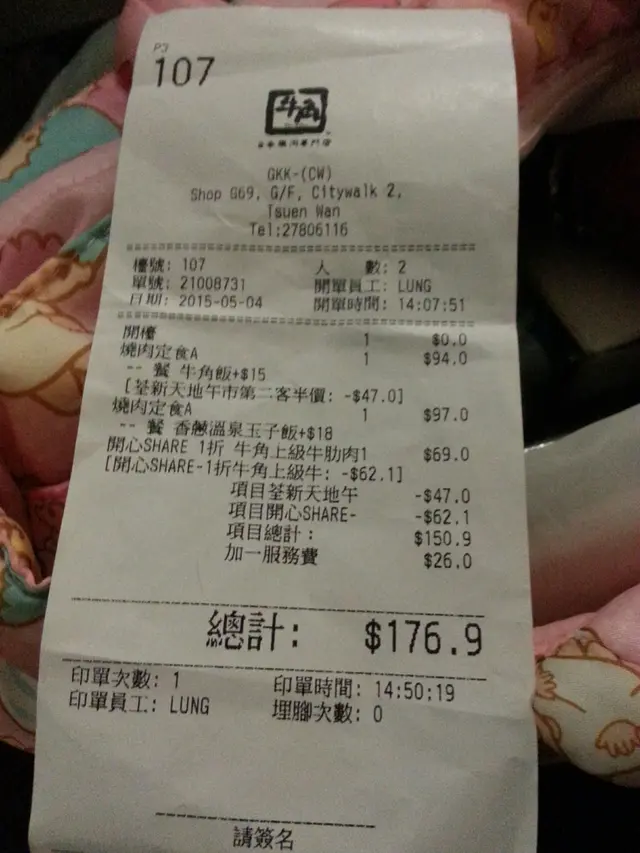 P3
107
牛角
日本燒肉專門店
GKK-(CW)
Shop G69, G/F, Citywalk 2,
Tsuen Wan
Tel:27806116
檯號: 107 人 數: 2
單號: 21008731 開單員工: LUNG
日期: 2015-05-04 開單時間: 14:07:51
開檯 1 $0.0
燒肉定食A 1 $94.0
-- 餐 牛角飯+$15
[荃新天地午市第二客半價: -$47.0]
燒肉定食A 1 $97.0
-- 餐 香蔥溫泉玉子飯+$18
開心SHARE 1折 牛角上級牛肋肉1 $69.0
[開心SHARE-1折牛角上級牛: -$62.1]
項目荃新天地午 -$47.0
項目開心SHARE- -$62.1
項目總計: $150.9
加一服務費 $26.0
總計: $176.9
印單次數: 1 印單時間: 14:50:19
印單員工: LUNG 埋腳次數: 0
請簽名